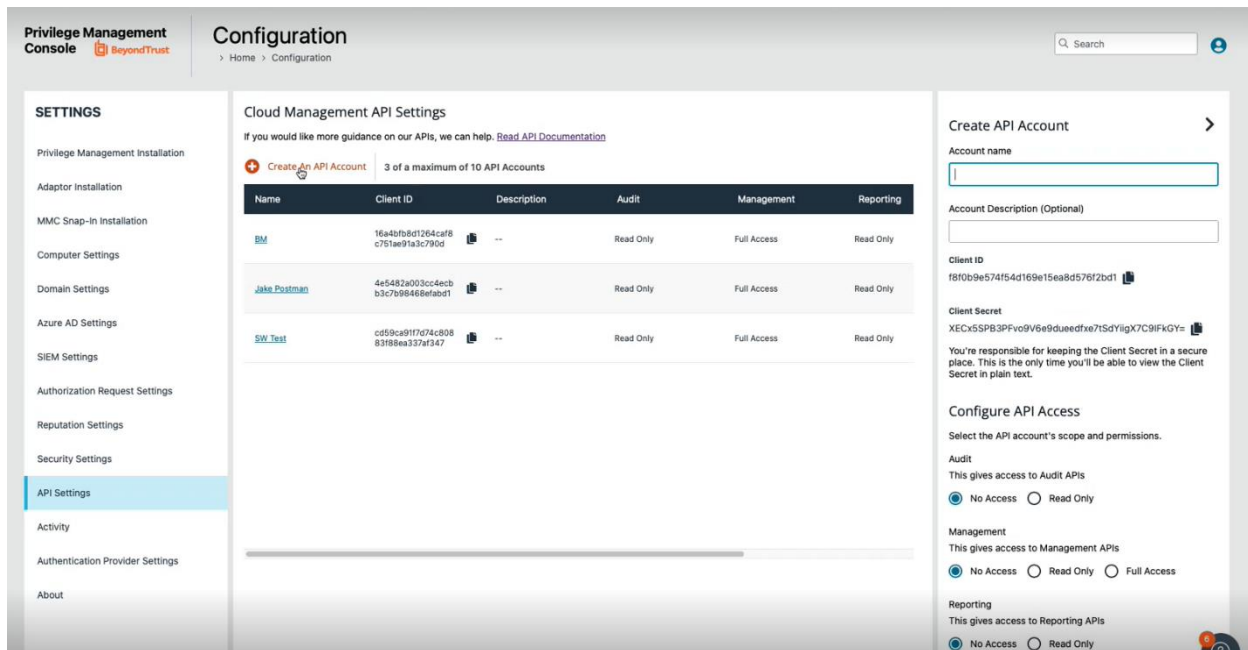 Privilege Management
Console BeyondTrust
Configuration
> Home > Configuration
Search
SETTINGS
Privilege Management Installation
Adaptor Installation
MMC Snap-In Installation
Computer Settings
Domain Settings
Azure AD Settings
SIEM Settings
Authorization Request Settings
Reputation Settings
Security Settings
API Settings
Activity
Authentication Provider Settings
About
Cloud Management API Settings
If you would like more guidance on our APIs, we can help. Read API Documentation
Create An API Account 3 of a maximum of 10 API Accounts
Name Client ID Description Audit Management Reporting
BM 16a4bfb8d1264caf8 -- Read Only Full Access Read Only
c751ae91a3c790d
Jake Postman 4e5482a003cc4ecb -- Read Only Full Access Read Only
b3c7b98468efabd1
SW Test cd59ca91f7d74c808 -- Read Only Full Access Read Only
83f88ea337af347
Create API Account
Account name
Account Description (Optional)
Client ID
f8f0b9e574f54d169e15ea8d576f2bd1
Client Secret
XECx5SPB3PFvo9V6e9dueedfxe7tSdYiigX7C9IFkGY=
You're responsible for keeping the Client Secret in a secure
place. This is the only time you'll be able to view the Client
Secret in plain text.
Configure API Access
Select the API account's scope and permissions.
Audit
This gives access to Audit APIs
No Access Read Only
Management
This gives access to Management APIs
No Access Read Only Full Access
Reporting
This gives access to Reporting APIs
No Access Read Only
6